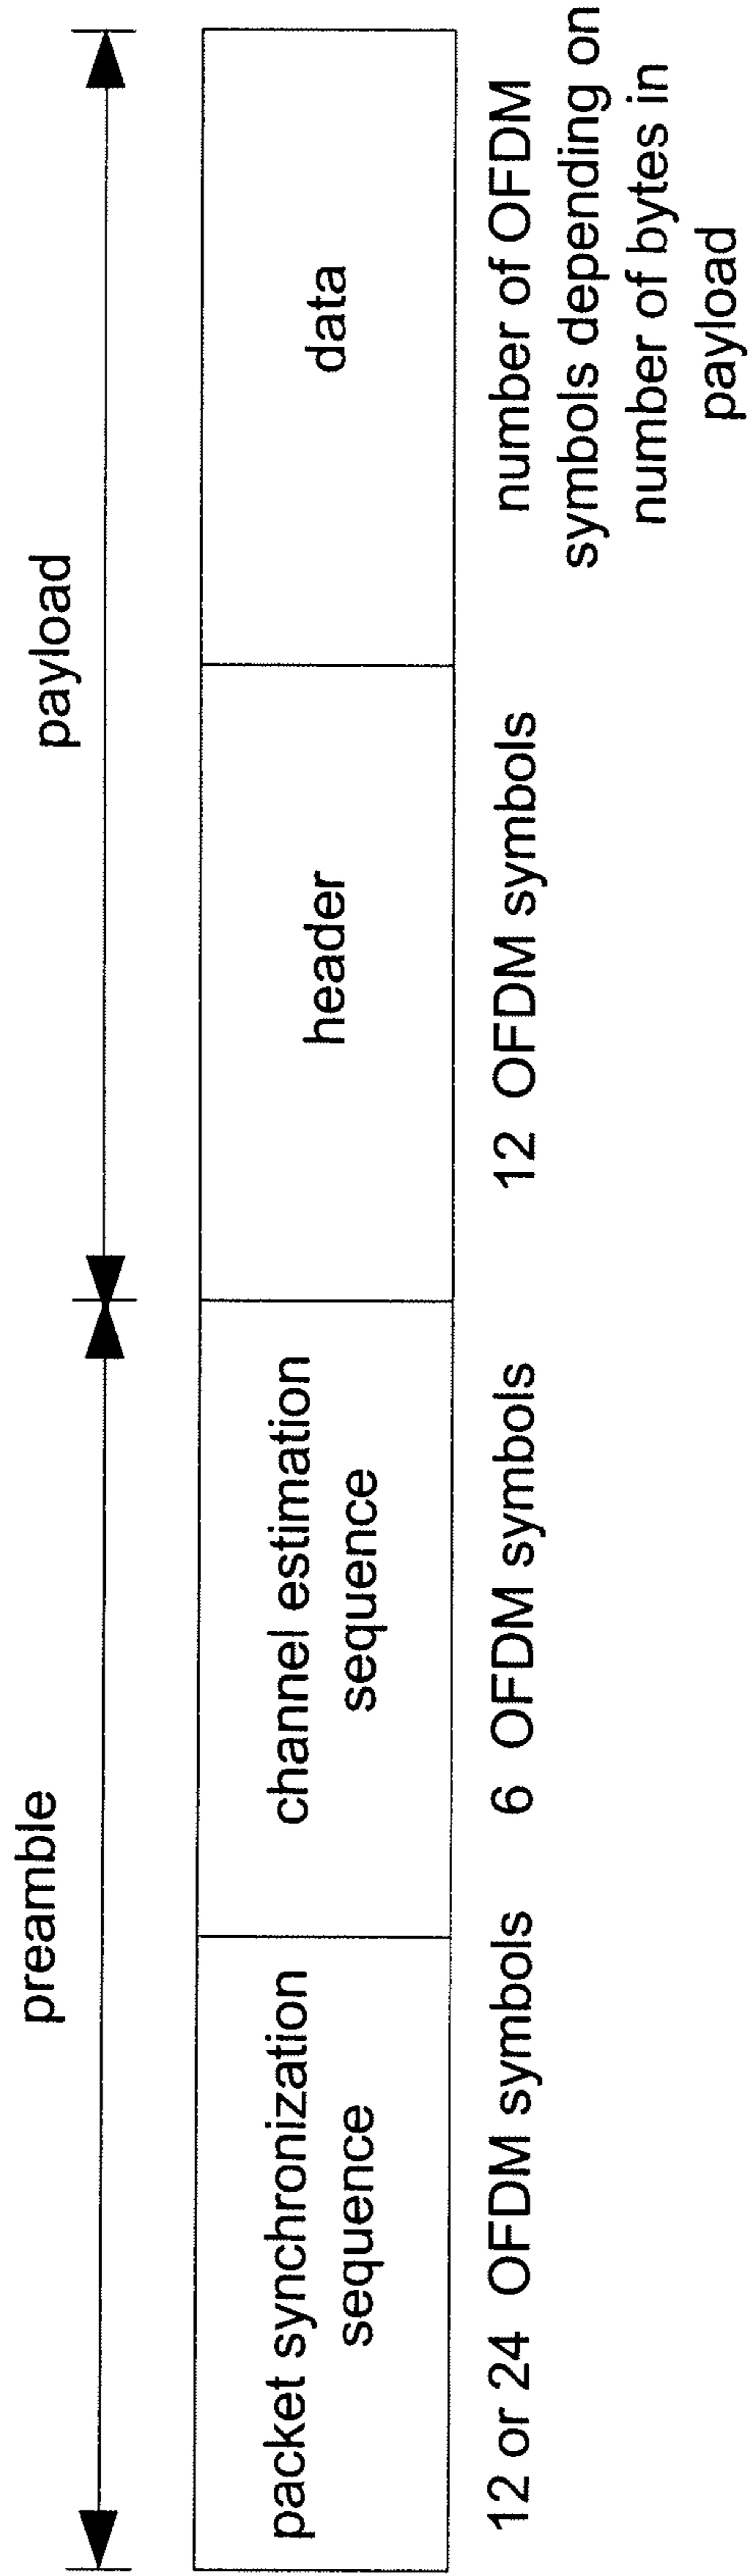 preamble
payload
packet synchronization
sequence
channel estimation
sequence
header
data
12 or 24 OFDM symbols
6 OFDM symbols
12 OFDM symbols
number of OFDM
symbols depending on
number of bytes in
payload